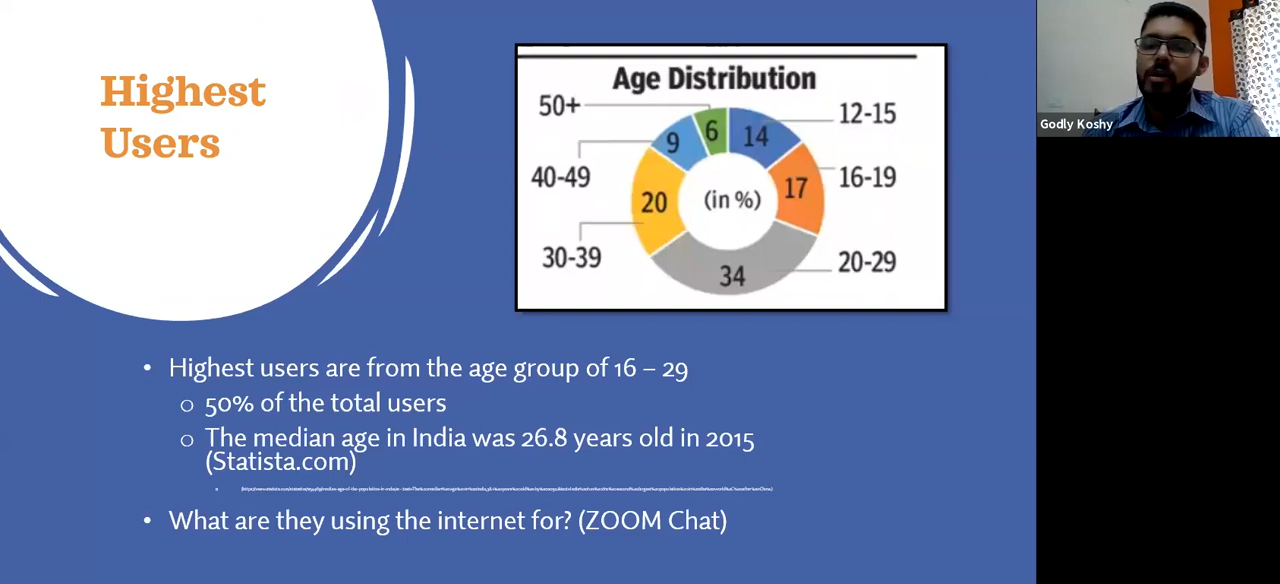 Highest
Users
Age Distribution
50+
12-15
40-49
16-19
30-39
20-29
6
14
9
17
20
34
(in %)
Godly Koshy
• Highest users are from the age group of 16 – 29
o 50% of the total users
o The median age in India was 26.8 years old in 2015
(Statista.com)
• What are they using the internet for? (ZOOM Chat)